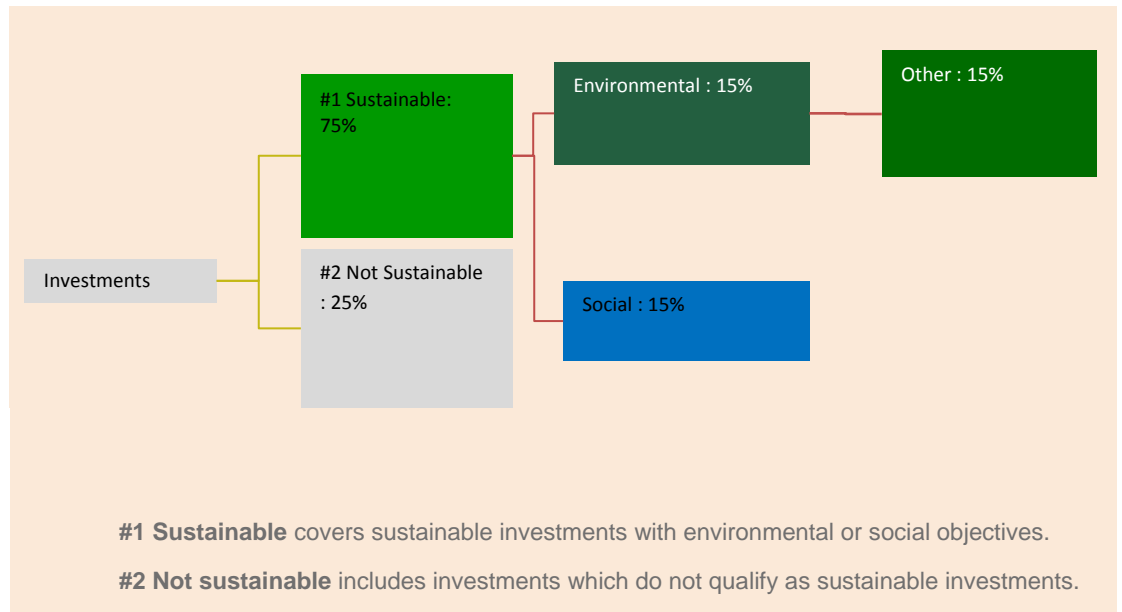 Investments
#1 Sustainable:
75%
#2 Not Sustainable
: 25%
Environmental : 15%
Social : 15%
Other : 15%
#1 Sustainable covers sustainable investments with environmental or social objectives.
#2 Not sustainable includes investments which do not qualify as sustainable investments.